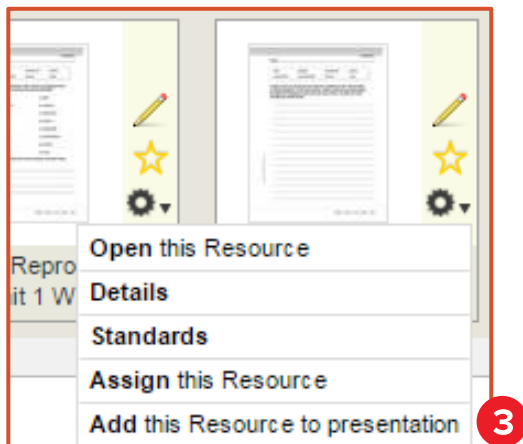 Repro
it 1 W
Open this Resource
Details
Standards
Assign this Resource
Add this Resource to presentation
3